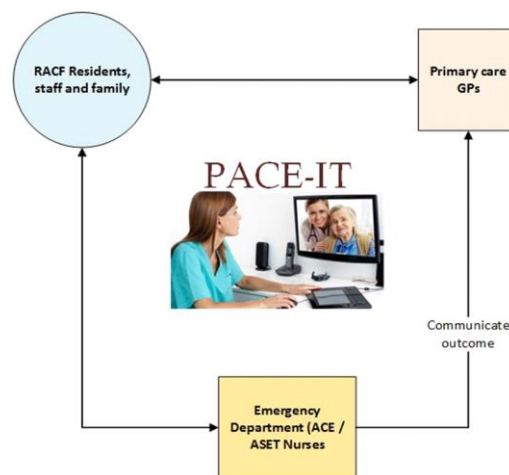 RACF Residents,
staff and family
Primary care
GPs
PACE-IT
Communicate
outcome
Emergency
Department (ACE /
ASET Nurses